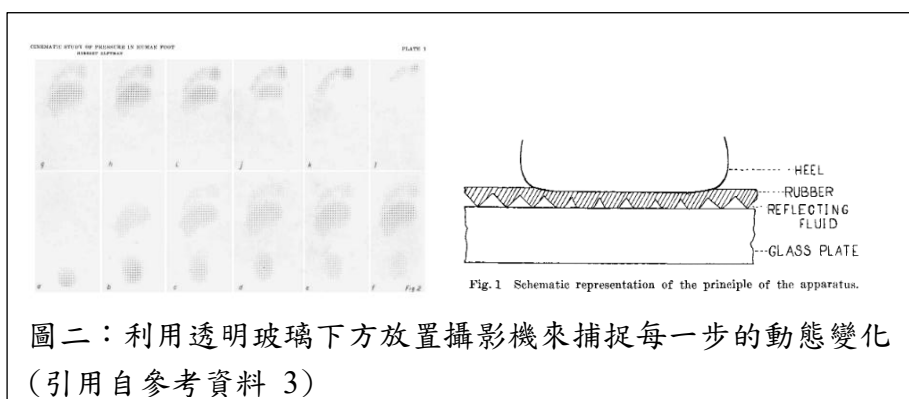 CINEMATIC STUDY OF PRESSURE IN HUMAN FOOT
HERBERT ELFTMAN
PLATE 1
g h i j k l
a b c d e f Fig.2
HEEL
RUBBER
REFLECTING
FLUID
GLASS PLATE
Fig. 1 Schematic representation of the principle of the apparatus.
圖二：利用透明玻璃下方放置攝影機來捕捉每一步的動態變化
(引用自參考資料 3)